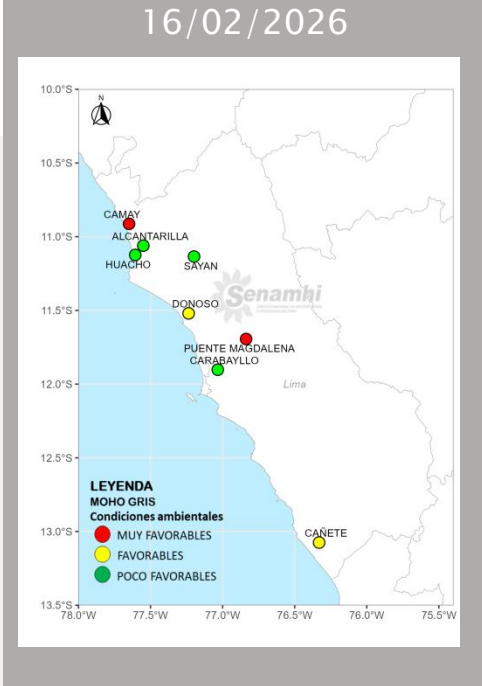 16/02/2026
N
10.0°S
10.5°S
CAMAY
11.0°S
ALCANTARILLA
HUACHO
SAYAN
Senamhi
11.5°S
DONOSO
PUENTE MAGDALENA
CARABAYLLO
12.0°S
Lima
12.5°S
LEYENDA
MOHO GRIS
Condiciones ambientales
MUY FAVORABLES
FAVORABLES
POCO FAVORABLES
13.0°S
CAÑETE
13.5°S
78.0°W 77.5°W 77.0°W 76.5°W 76.0°W 75.5°W